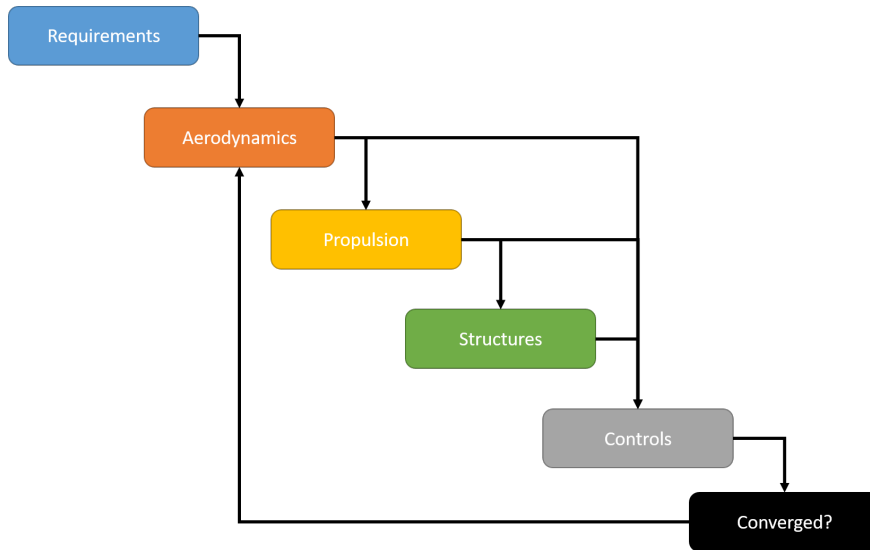 Requirements
Aerodynamics
Propulsion
Structures
Controls
Converged?